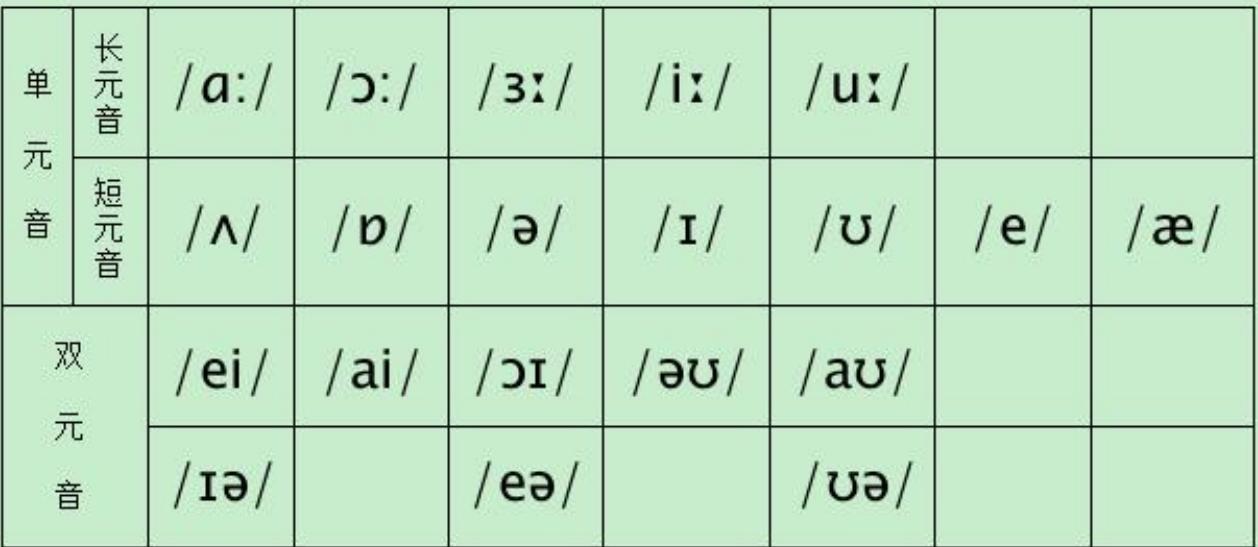 单元音
长元音 /ɑ:/ /ɔ:/ /ɜː/ /iː/ /uː/
短元音 /ʌ/ /ɒ/ /ə/ /ɪ/ /ʊ/ /e/ /æ/
双元音
/ei/ /ai/ /ɔɪ/ /əʊ/ /aʊ/
/ɪə/ /eə/ /ʊə/